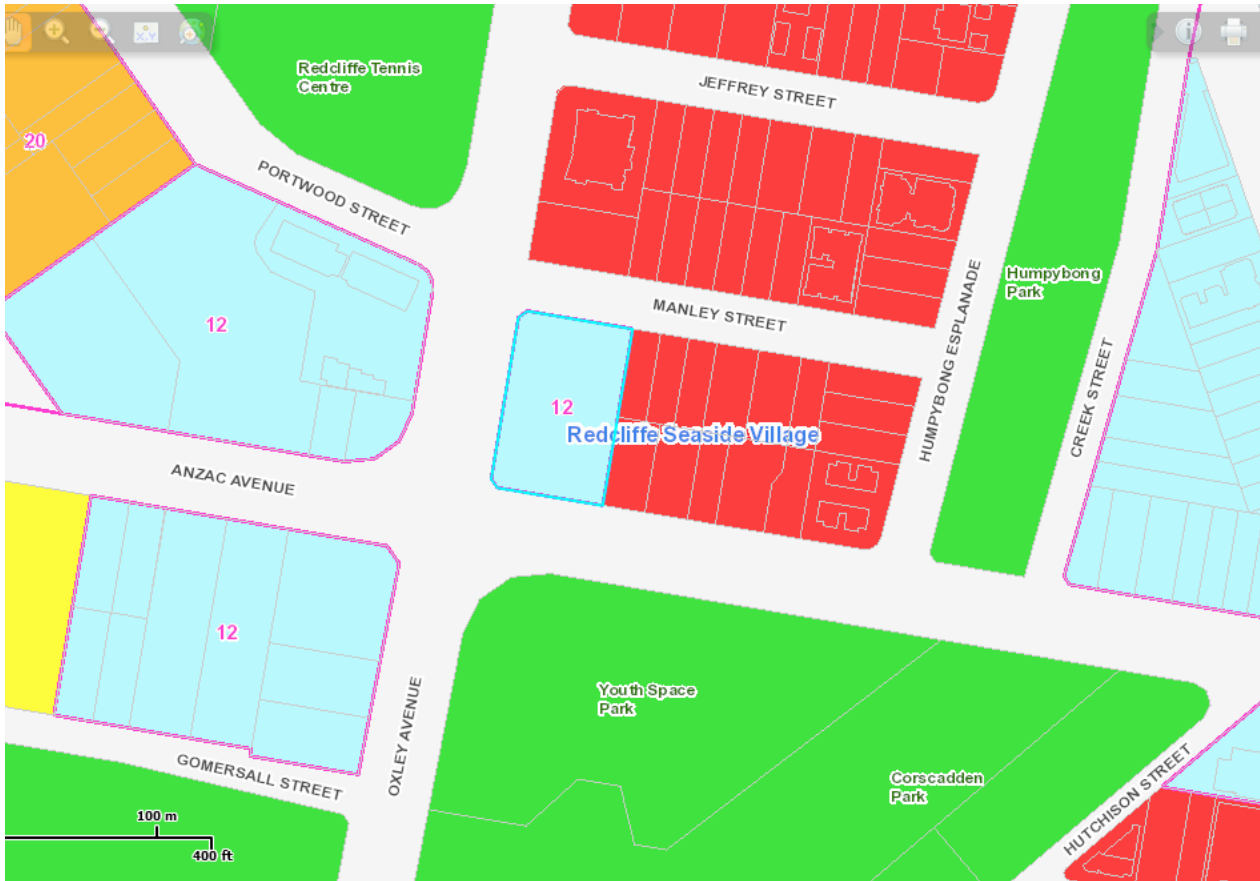 X,Y
JEFFREY STREET
Redcliffe Tennis
Centre
20
PORTWOOD STREET
Humpybong
Park
HUMPYBONG ESPLANADE
MANLEY STREET
12
CREEK STREET
12
Redcliffe Seaside Village
ANZAC AVENUE
12
Youth Space
Park
OXLEY AVENUE
GOMERSALL STREET
Corscadden
Park
HUTCHISON STREET
100 m
400 ft